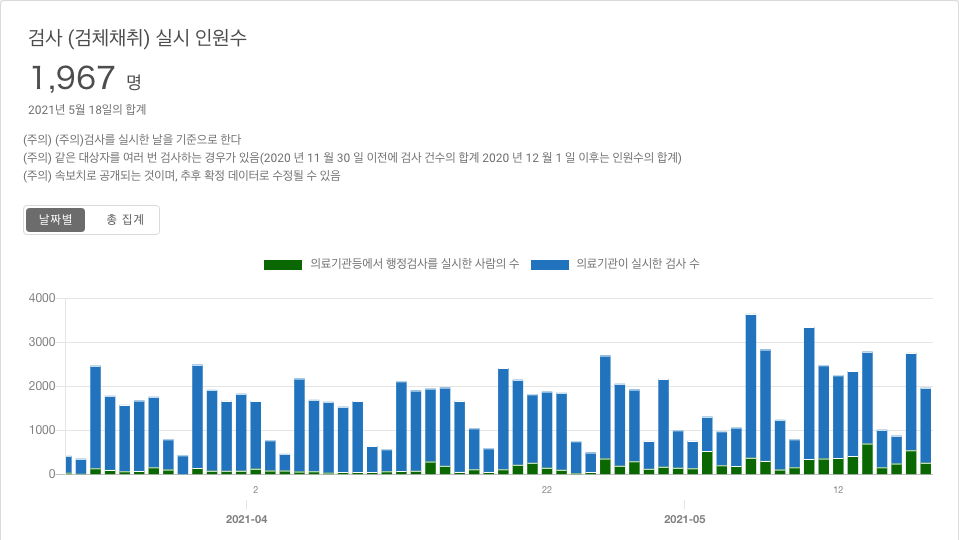 검사 (검체채취) 실시 인원수
1,967 명
2021년 5월 18일의 합계
(주의) (주의)검사를 실시한 날을 기준으로 한다
(주의) 같은 대상자를 여러 번 검사하는 경우가 있음(2020 년 11 월 30 일 이전에 검사 건수의 합계 2020 년 12 월 1 일 이후는 인원수의 합계)
(주의) 속보치로 공개되는 것이며, 추후 확정 데이터로 수정될 수 있음
날짜별 총 집계
의료기관등에서 행정검사를 실시한 사람의 수 의료기관이 실시한 검사 수
4000
3000
2000
1000
0
2 22 12
2021-04 2021-05